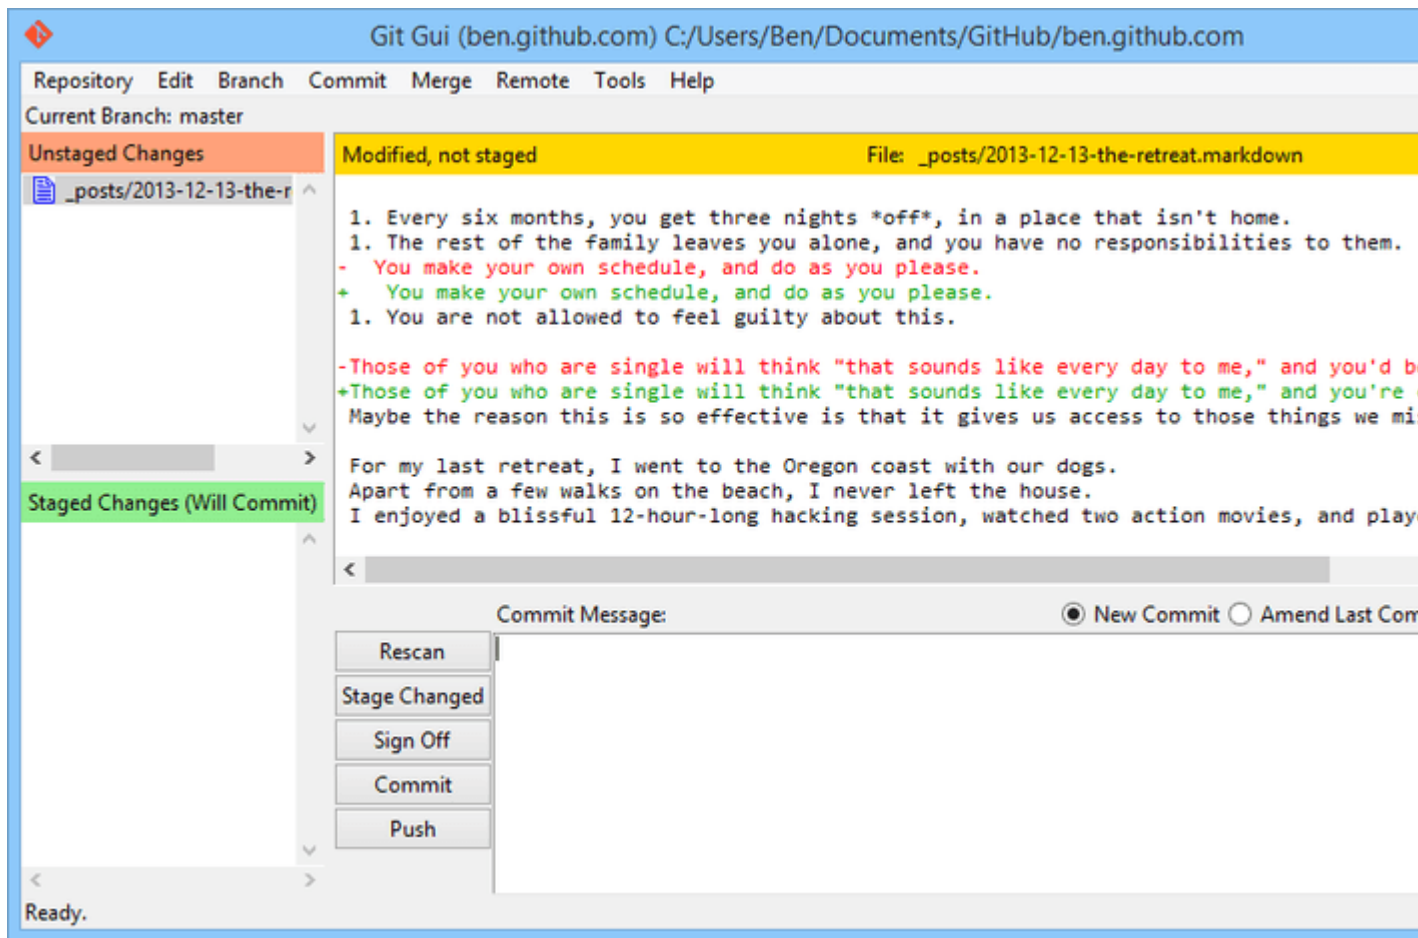 Git Gui (ben.github.com) C:/Users/Ben/Documents/GitHub/ben.github.com
Repository Edit Branch Commit Merge Remote Tools Help
Current Branch: master
Unstaged Changes
_posts/2013-12-13-the-r
Modified, not staged File: _posts/2013-12-13-the-retreat.markdown
1. Every six months, you get three nights *off*, in a place that isn't home.
1. The rest of the family leaves you alone, and you have no responsibilities to them.
-  You make your own schedule, and do as you please.
+   You make your own schedule, and do as you please.
1. You are not allowed to feel guilty about this.
-Those of you who are single will think "that sounds like every day to me," and you'd
+Those of you who are single will think "that sounds like every day to me," and you're
Maybe the reason this is so effective is that it gives us access to those things we
For my last retreat, I went to the Oregon coast with our dogs.
Apart from a few walks on the beach, I never left the house.
I enjoyed a blissful 12-hour-long hacking session, watched two action movies, and
Staged Changes (Will Commit)
Commit Message: New Commit Amend Last
Rescan
Stage Changed
Sign Off
Commit
Push
Ready.